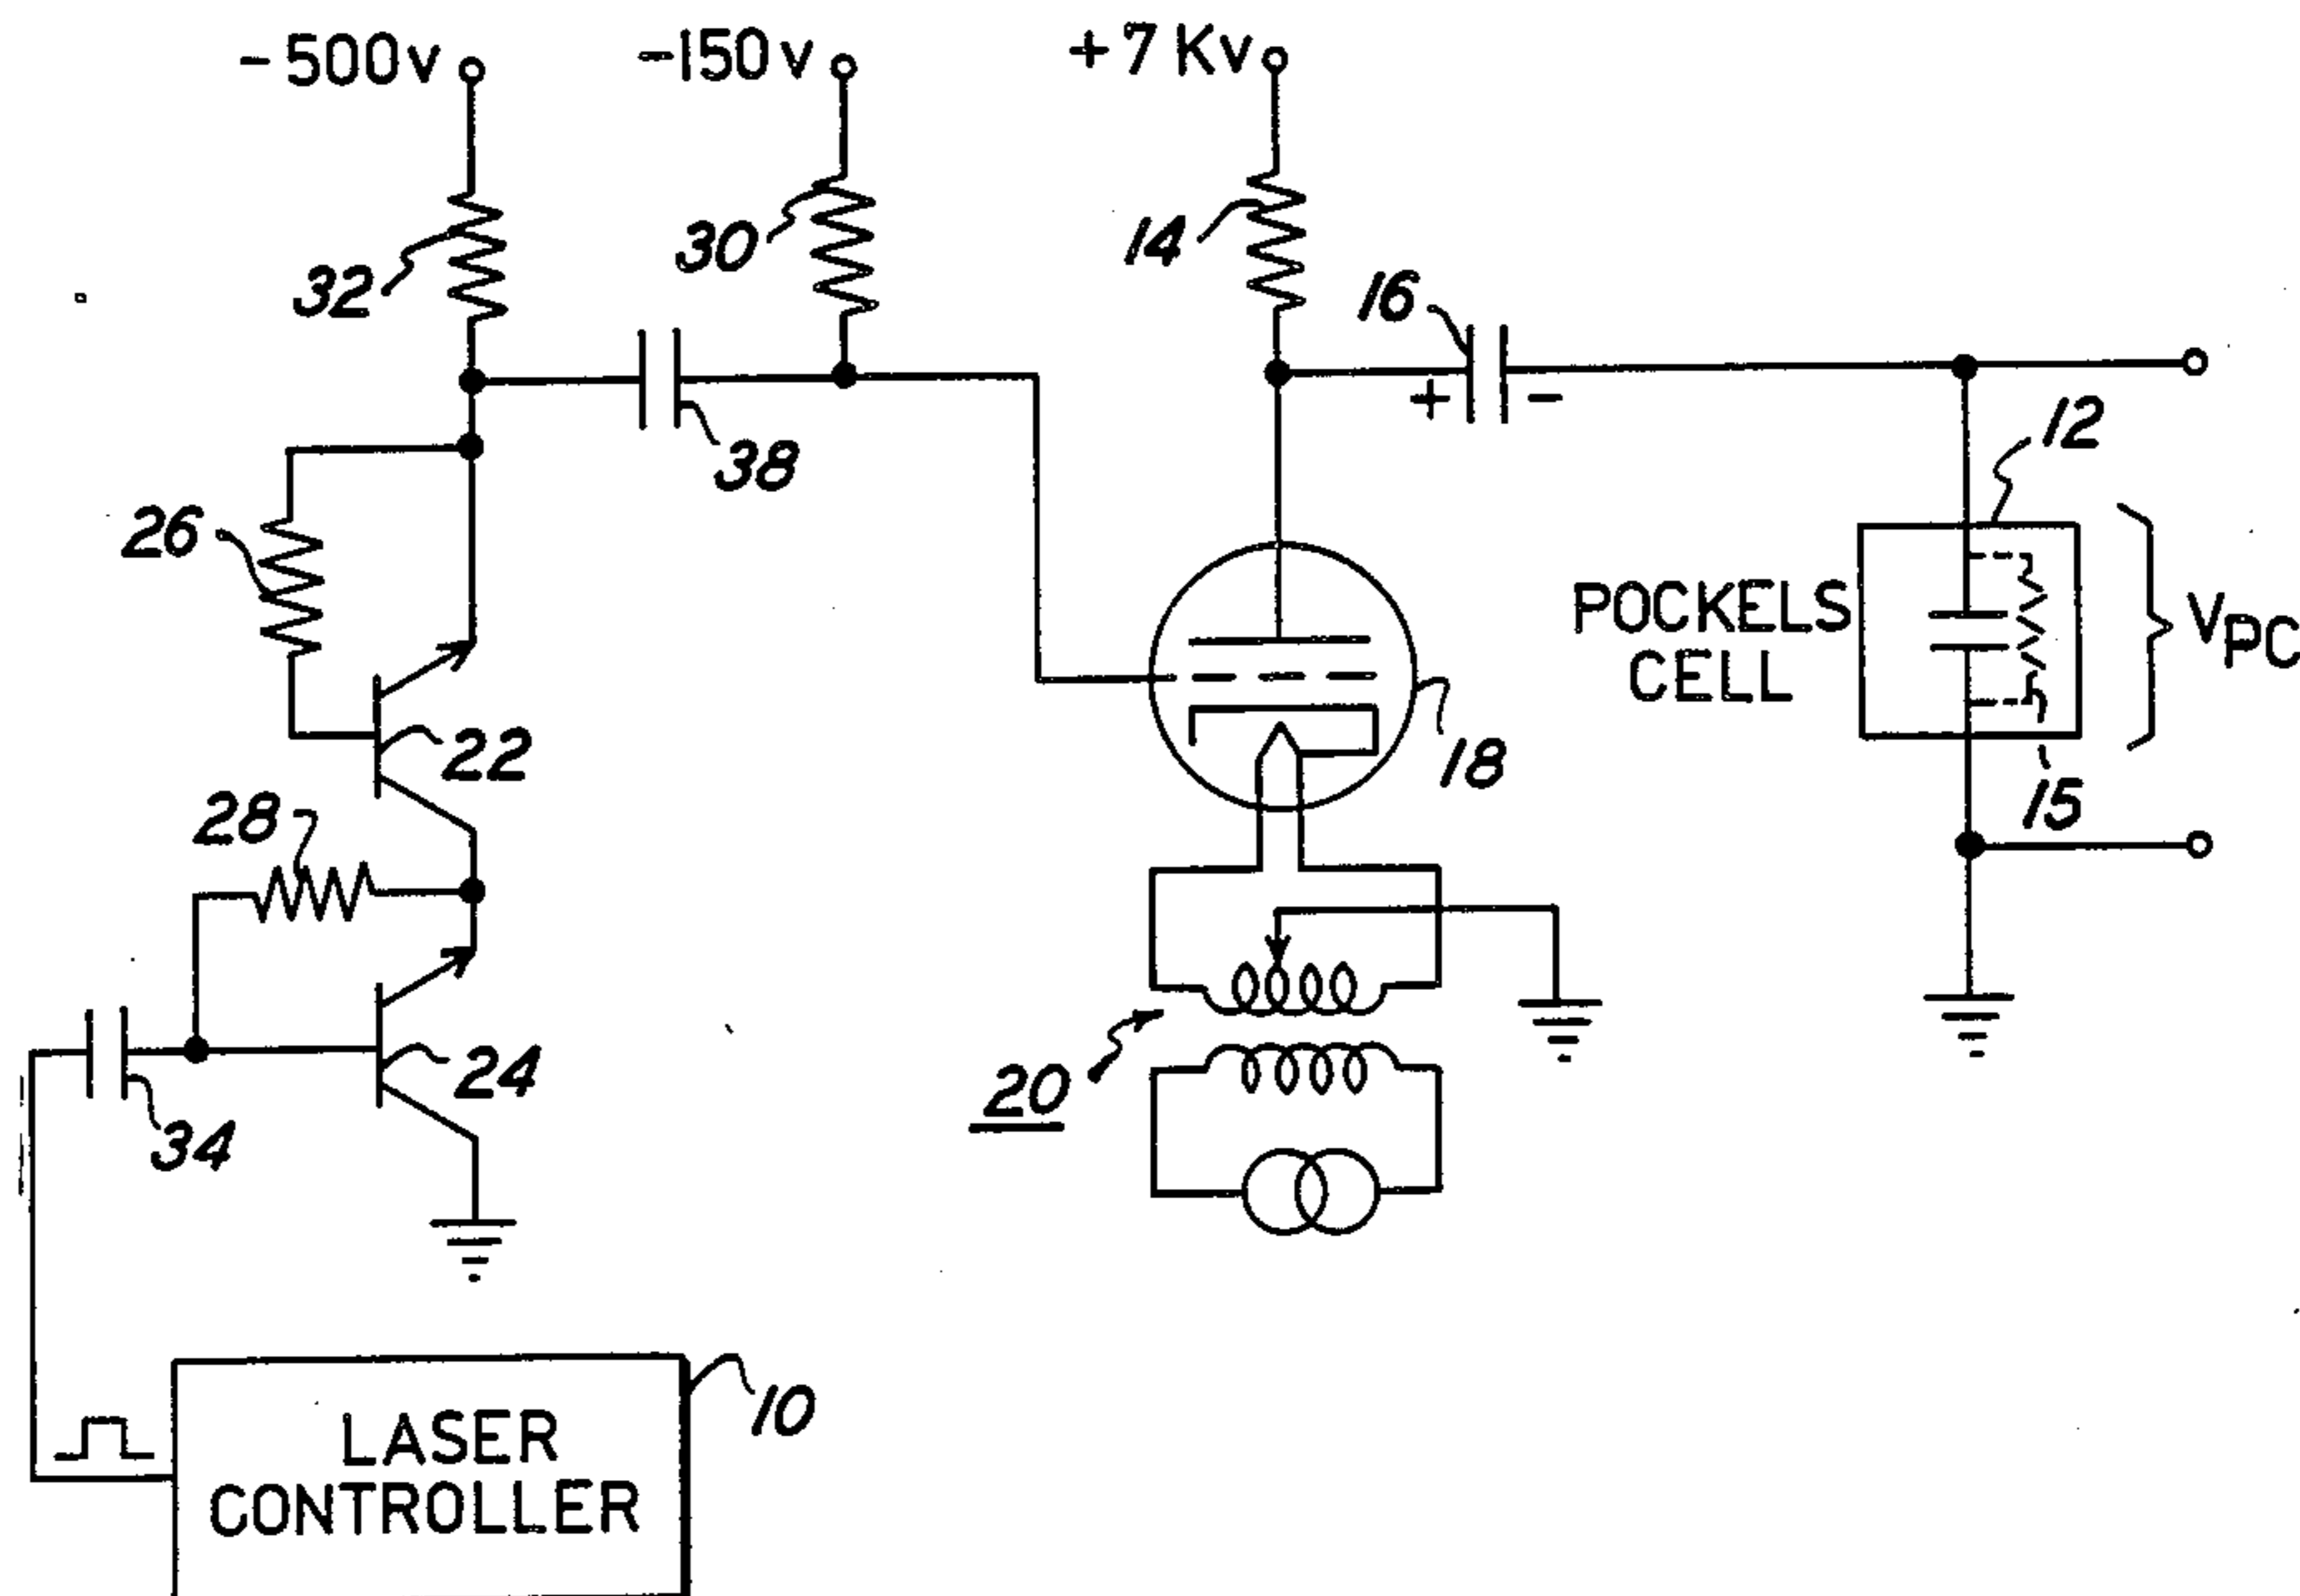 -500v
-150v
+7 Kv
32
30
14
16
+ -
38
12
26
POCKELS
CELL
VPC
22
18
15
28
24
20
34
10
LASER
CONTROLLER